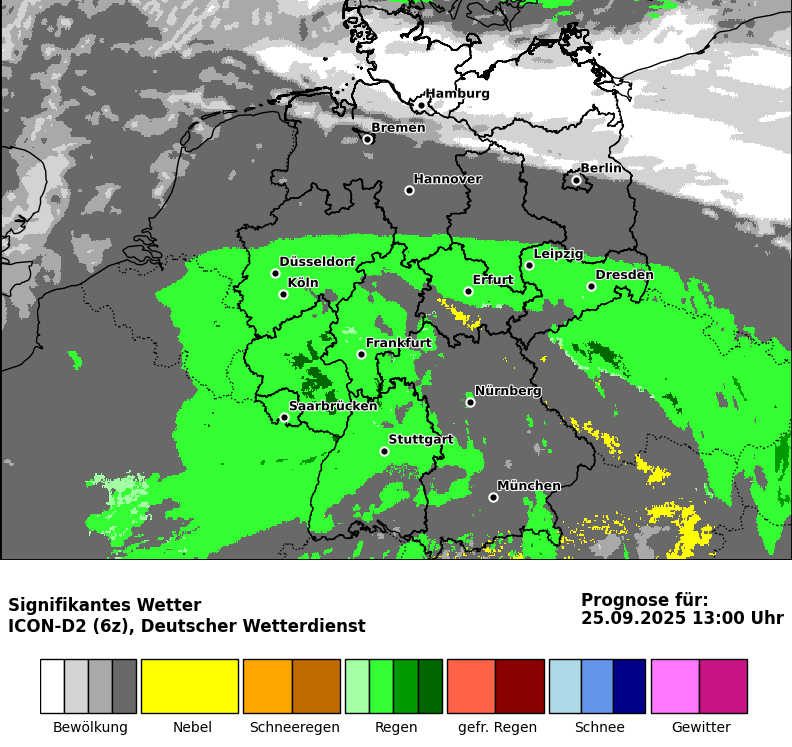 Hamburg
Bremen
Berlin
Hannover
Leipzig
Düsseldorf
Dresden
Köln
Erfurt
Frankfurt
Nürnberg
Saarbrücken
Stuttgart
München
Signifikantes Wetter
ICON-D2 (6z), Deutscher Wetterdienst
Prognose für:
25.09.2025 13:00 Uhr
Bewölkung Nebel Schneeregen Regen gefr. Regen Schnee Gewitter